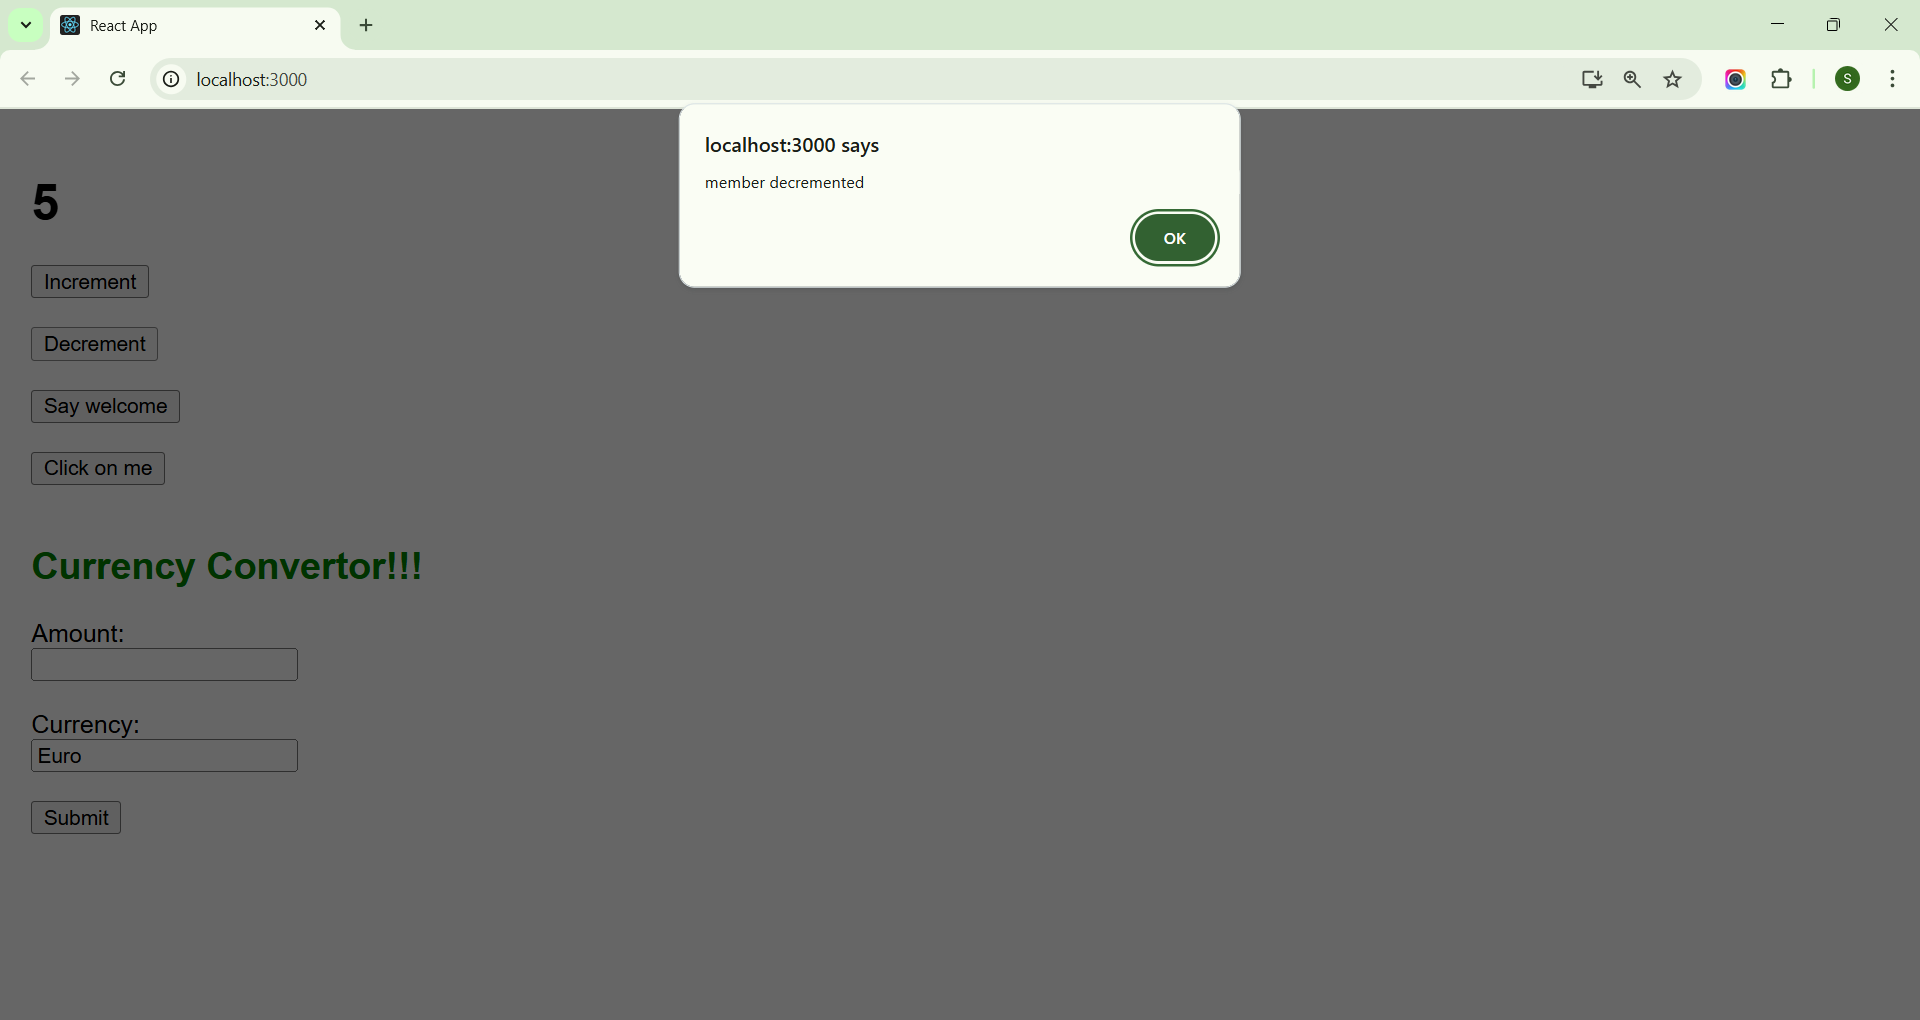 React App
localhost:3000
S
localhost:3000 says
member decremented
OK
5
Increment
Decrement
Say welcome
Click on me
Currency Convertor!!!
Amount:
Currency:
Euro
Submit